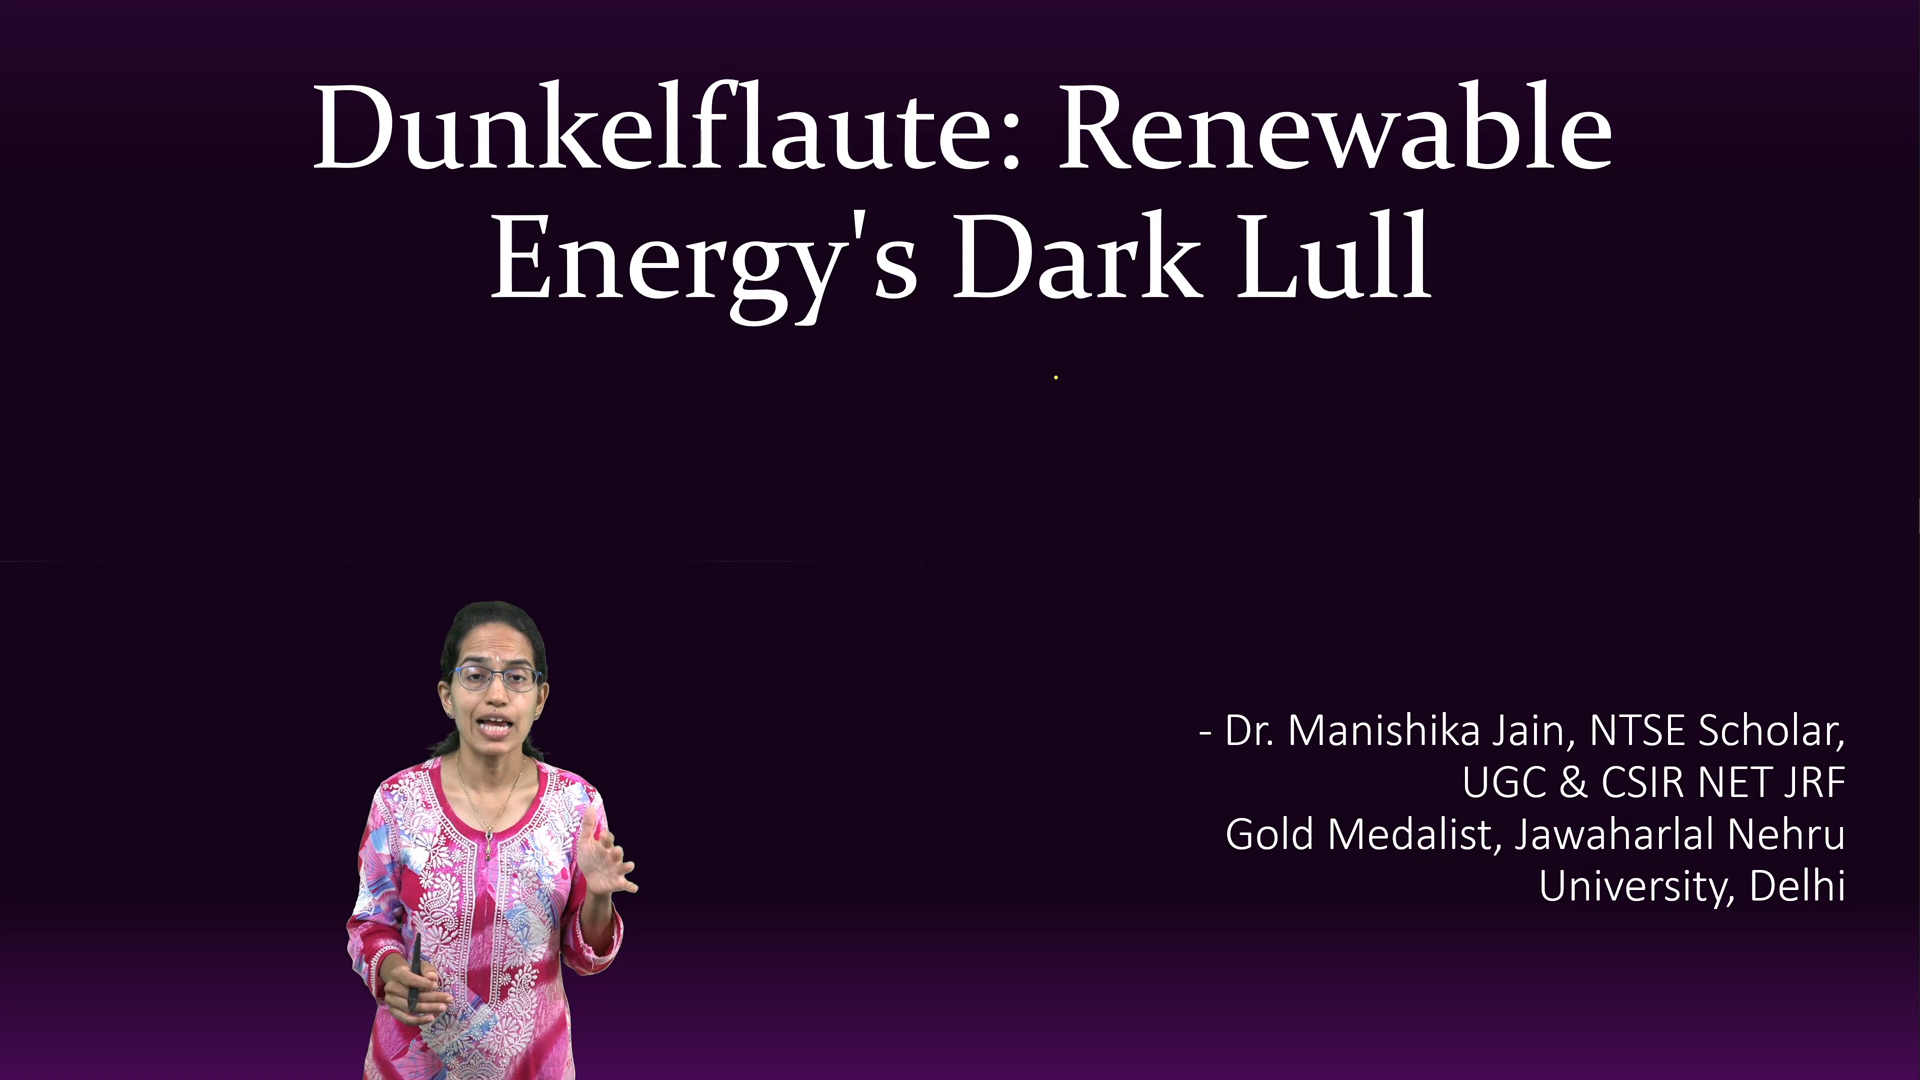 Dunkelflaute: Renewable
Energy's Dark Lull
- Dr. Manishika Jain, NTSE Scholar,
UGC & CSIR NET JRF
Gold Medalist, Jawaharlal Nehru
University, Delhi